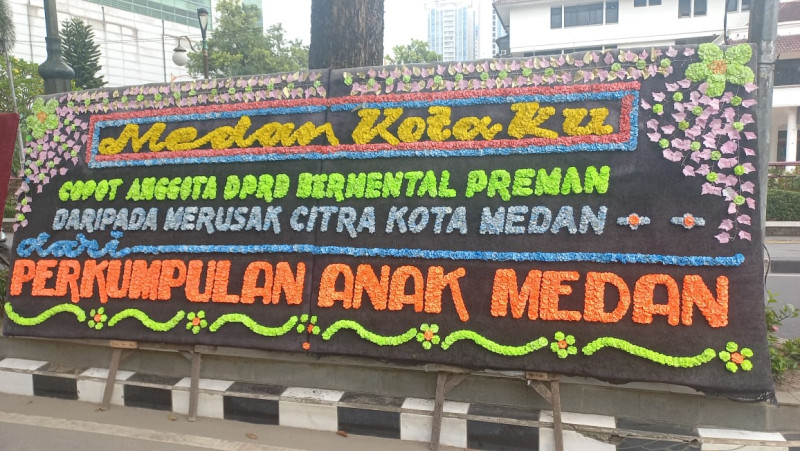 Medan Kota Ku
COPOT ANGGOTA DPRD BERMENTAL PREMAN
DARIPADA MERUSAK CITRA KOTA MEDAN
dari
PERKUMPULAN ANAK MEDAN